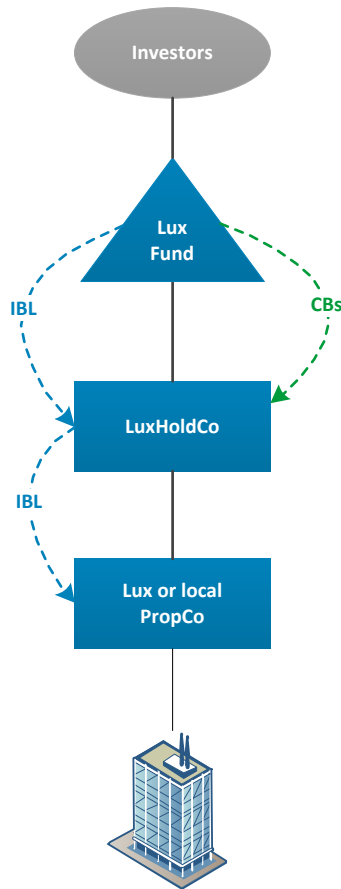 Investors
Lux
Fund
IBL
CBs
LuxHoldCo
IBL
Lux or local
PropCo